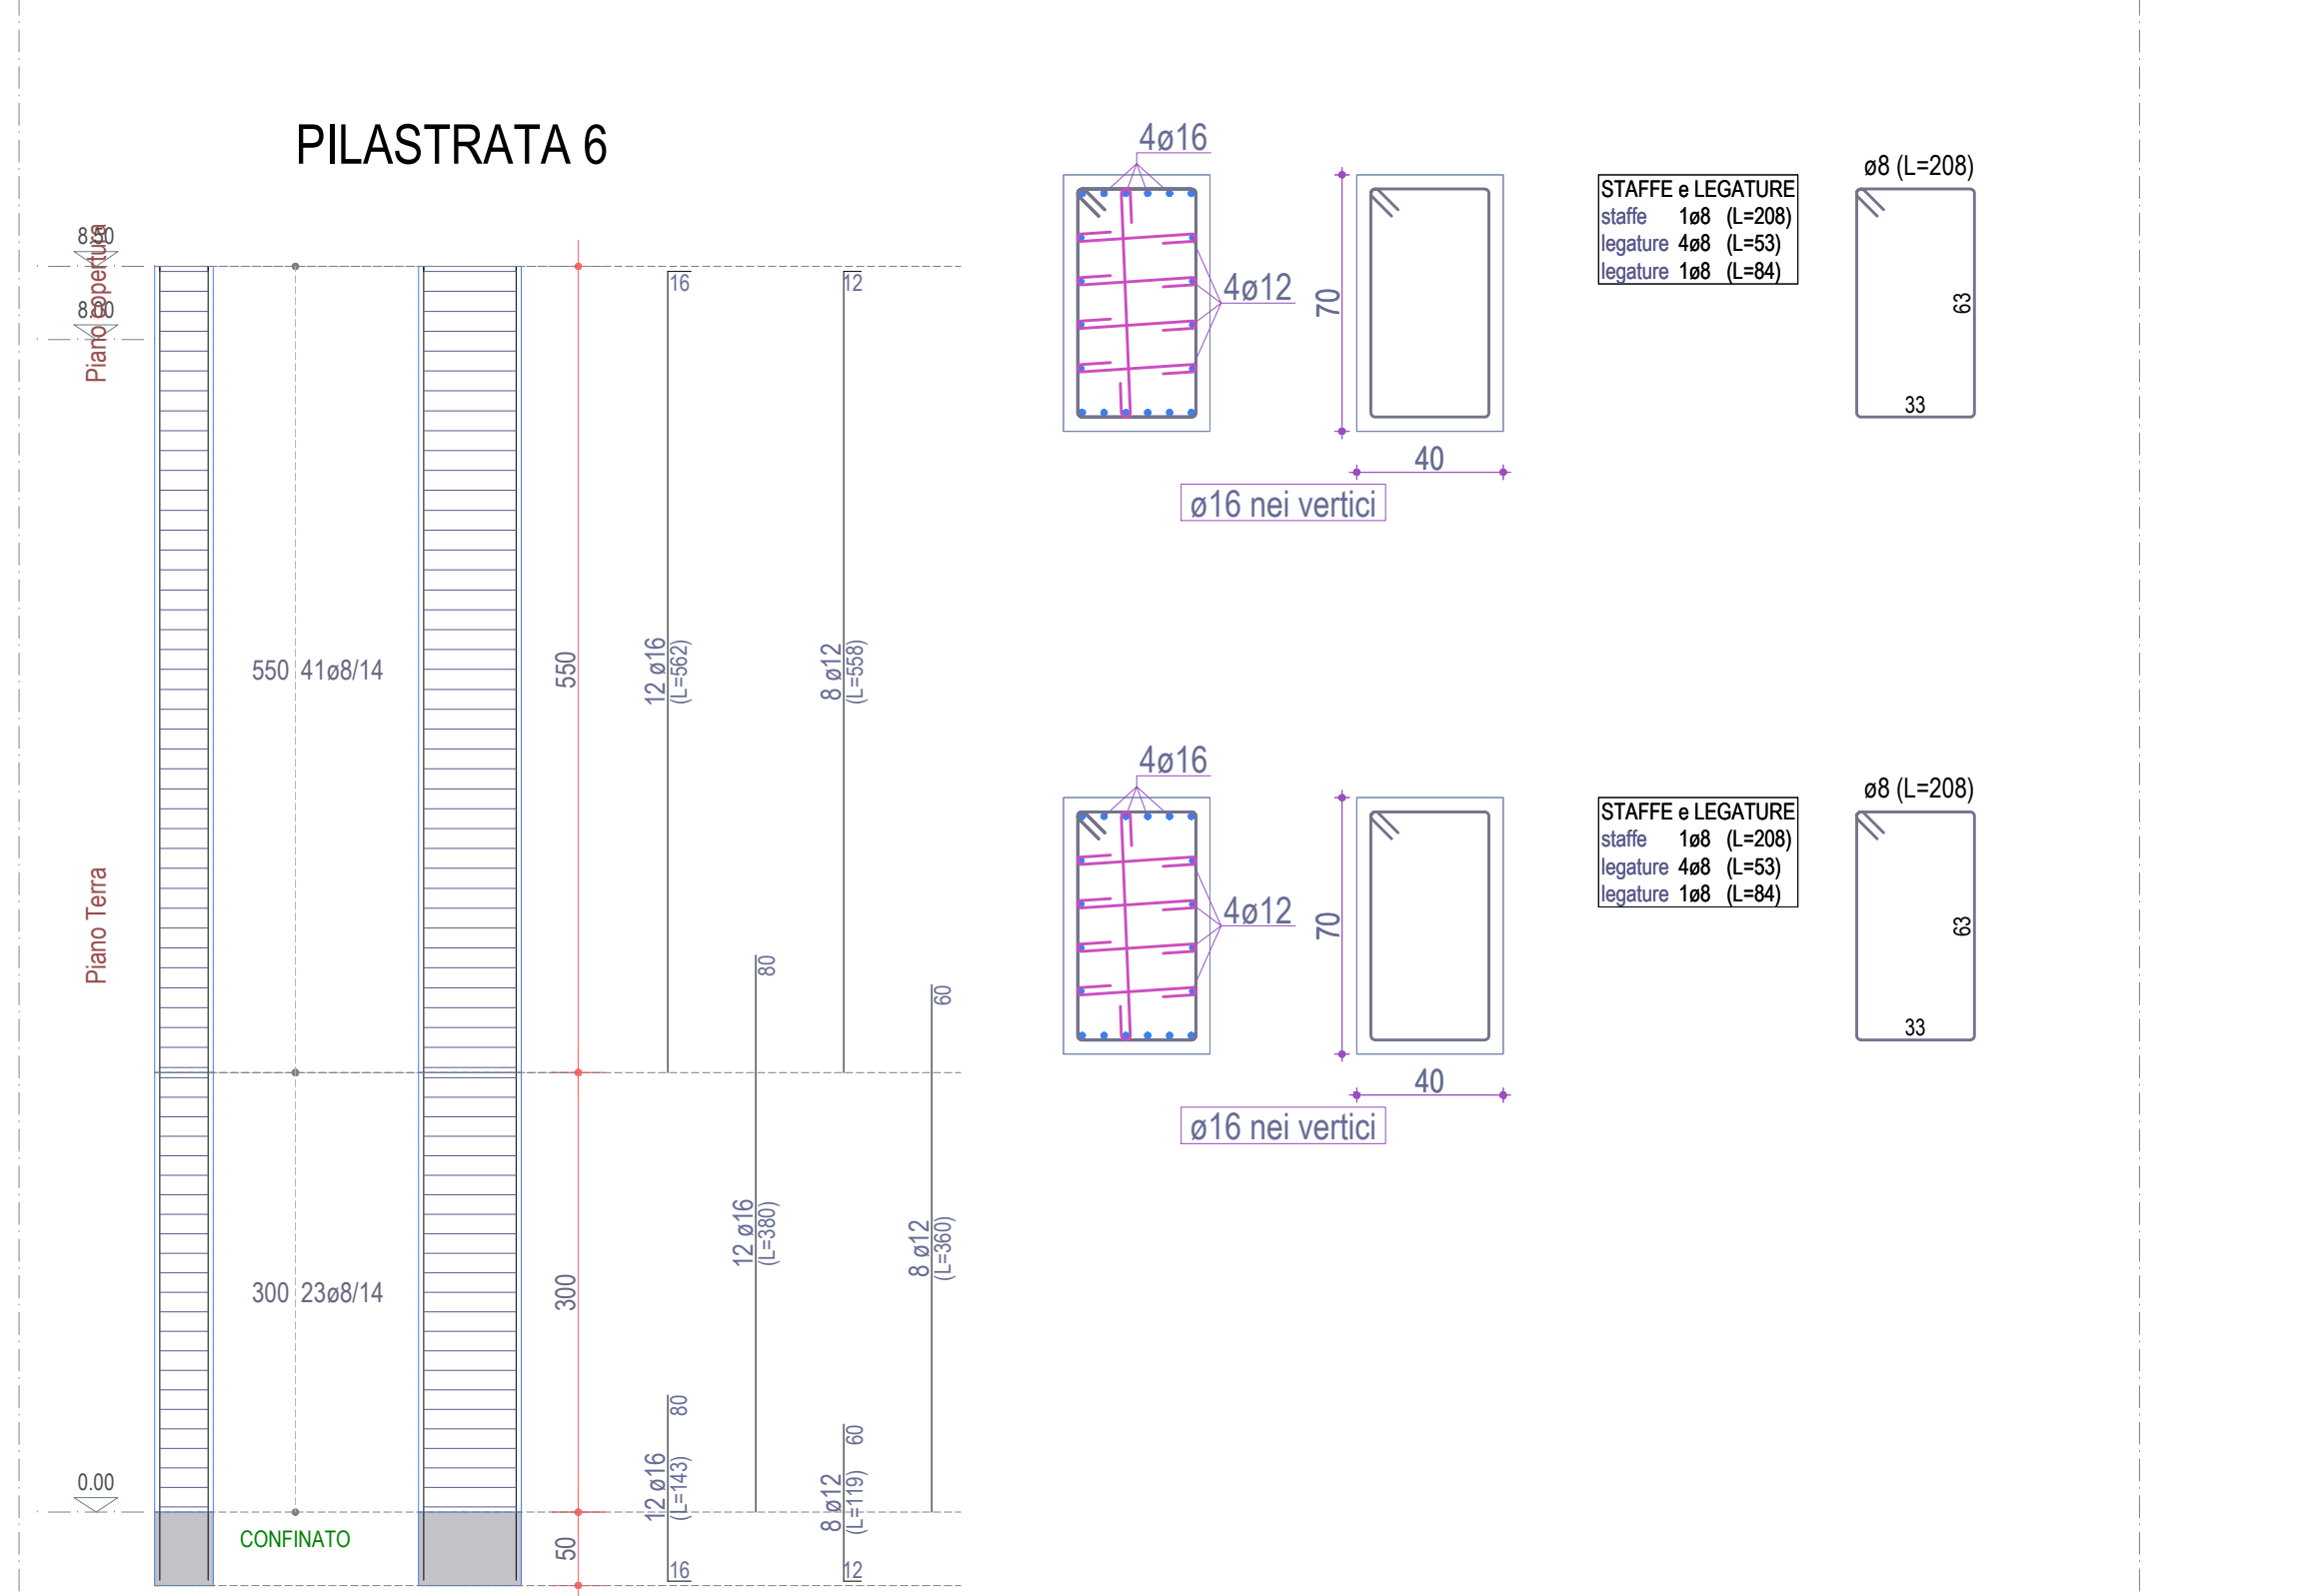 PILASTRATA 6
8.50
8.00
Piano copertura
Piano Terra
0.00
550 41ø8/14
300 23ø8/14
CONFINATO
550
300
50
16
12 ø16
(L=562)
12
8 ø12
(L=558)
80
12 ø16
(L=380)
60
8 ø12
(L=360)
80
12 ø16
(L=143)
16
60
8 ø12
(L=119)
12
4ø16
4ø12
70
40
ø16 nei vertici
STAFFE e LEGATURE
staffe 1ø8 (L=208)
legature 4ø8 (L=53)
legature 1ø8 (L=84)
ø8 (L=208)
63
33
4ø16
4ø12
70
40
ø16 nei vertici
STAFFE e LEGATURE
staffe 1ø8 (L=208)
legature 4ø8 (L=53)
legature 1ø8 (L=84)
ø8 (L=208)
63
33